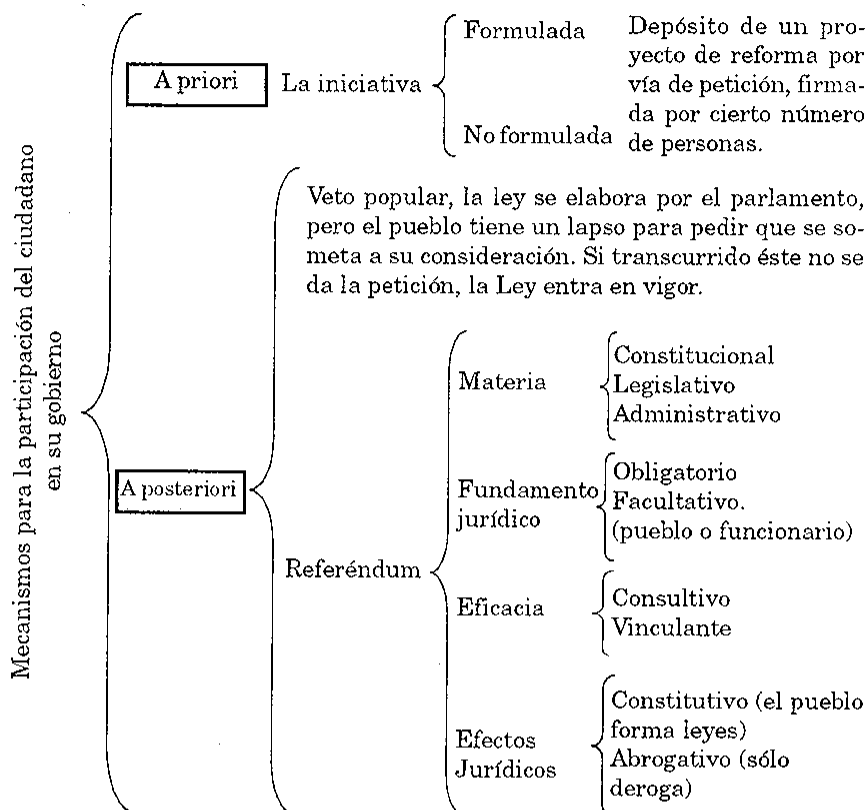 Mecanismos para la participación del ciudadano
en su gobierno
A priori
La iniciativa
Formulada
No formulada
Depósito de un pro-
yecto de reforma por
vía de petición, firma-
da por cierto número
de personas.
A posteriori
Veto popular, la ley se elabora por el parlamento,
pero el pueblo tiene un lapso para pedir que se so-
meta a su consideración. Si transcurrido éste no se
da la petición, la Ley entra en vigor.
Referéndum
Materia
Constitucional
Legislativo
Administrativo
Fundamento
jurídico
Obligatorio
Facultativo.
(pueblo o funcionario)
Eficacia
Consultivo
Vinculante
Efectos
Jurídicos
Constitutivo (el pueblo
forma leyes)
Abrogativo (sólo
deroga)